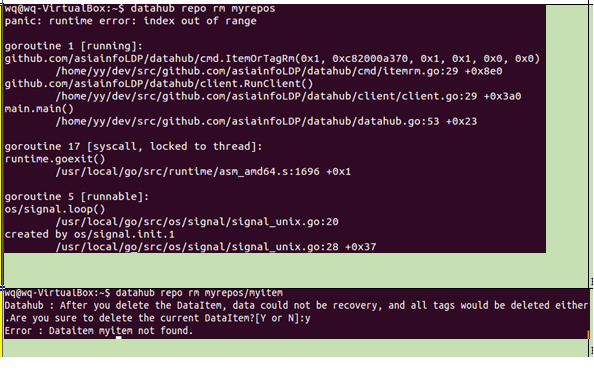 wq@wq-VirtualBox:~$ datahub repo rm myrepos
panic: runtime error: index out of range
goroutine 1 [running]:
github.com/asiainfoLDP/datahub/cmd.ItemOrTagRm(0x1, 0xc82000a370, 0x1, 0x1, 0x0, 0x0)
/home/yy/dev/src/github.com/asiainfoLDP/datahub/cmd/itemrm.go:29 +0x8e0
github.com/asiainfoLDP/datahub/client.RunClient()
/home/yy/dev/src/github.com/asiainfoLDP/datahub/client/client.go:29 +0x3a0
main.main()
/home/yy/dev/src/github.com/asiainfoLDP/datahub/datahub.go:53 +0x23
goroutine 17 [syscall, locked to thread]:
runtime.goexit()
/usr/local/go/src/runtime/asm_amd64.s:1696 +0x1
goroutine 5 [runnable]:
os/signal.loop()
/usr/local/go/src/os/signal/signal_unix.go:20
created by os/signal.init.1
/usr/local/go/src/os/signal/signal_unix.go:28 +0x37
wq@wq-VirtualBox:~$ datahub repo rm myrepos/myitem
Datahub : After you delete the DataItem, data could not be recovery, and all tags would be deleted either
.Are you sure to delete the current DataItem?[Y or N]:y
Error : Dataitem myitem not found.